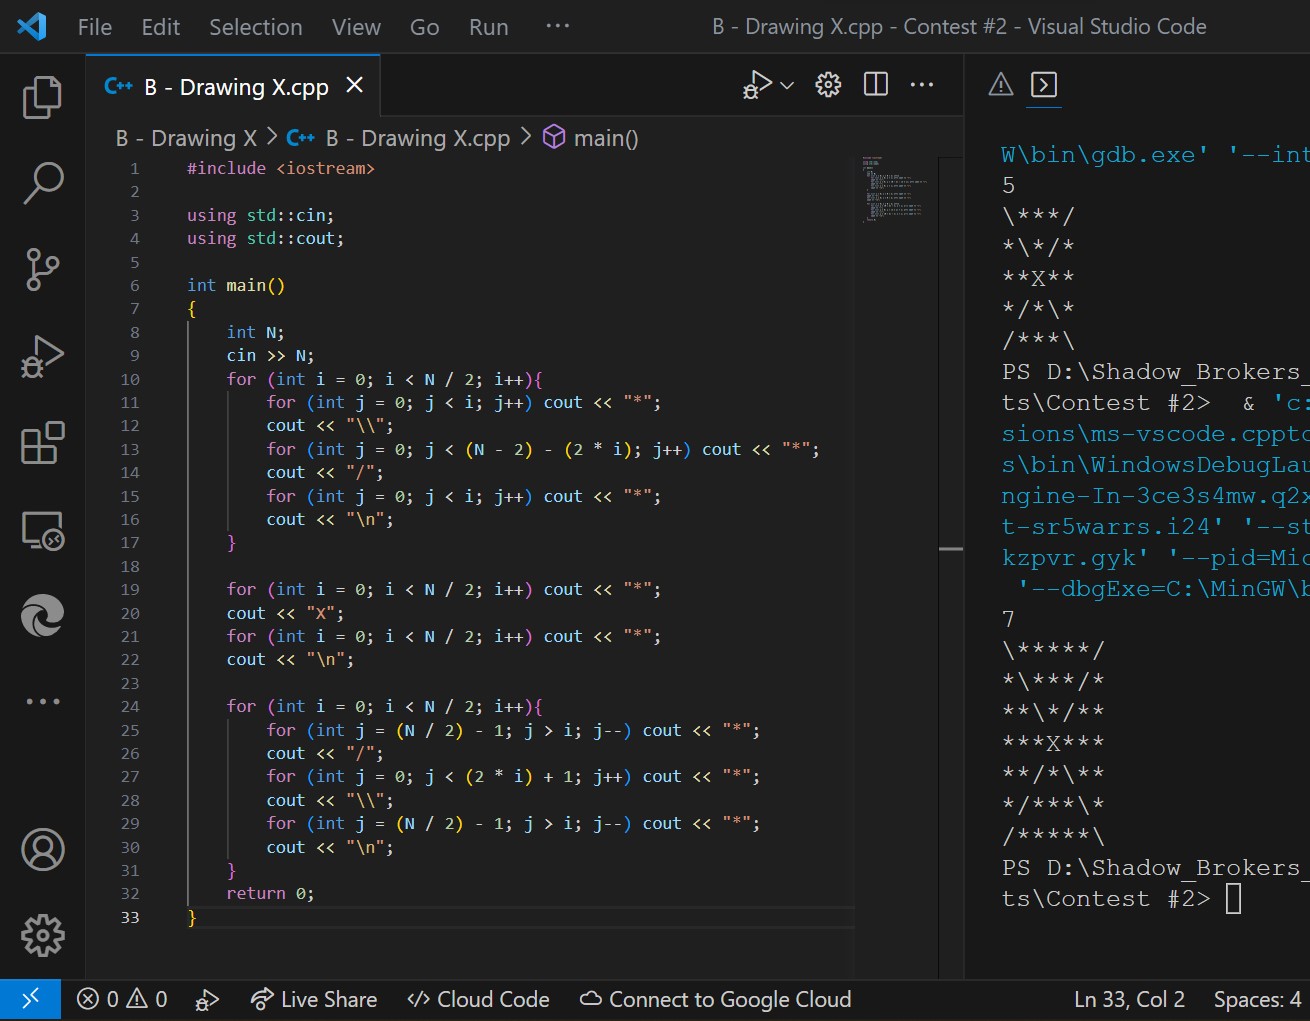 File Edit Selection View Go Run ··· B - Drawing X.cpp - Contest #2 - Visual Studio Code
C++ B - Drawing X.cpp ×
B - Drawing X > C++ B - Drawing X.cpp > main()
1 #include <iostream>
2
3 using std::cin;
4 using std::cout;
5
6 int main()
7 {
8 int N;
9 cin >> N;
10 for (int i = 0; i < N / 2; i++){
11 for (int j = 0; j < i; j++) cout << "*";
12 cout << "\\";
13 for (int j = 0; j < (N - 2) - (2 * i); j++) cout << "*";
14 cout << "/";
15 for (int j = 0; j < i; j++) cout << "*";
16 cout << "\n";
17 }
18
19 for (int i = 0; i < N / 2; i++) cout << "*";
20 cout << "X";
21 for (int i = 0; i < N / 2; i++) cout << "*";
22 cout << "\n";
23
24 for (int i = 0; i < N / 2; i++){
25 for (int j = (N / 2) - 1; j > i; j--) cout << "*";
26 cout << "/";
27 for (int j = 0; j < (2 * i) + 1; j++) cout << "*";
28 cout << "\\";
29 for (int j = (N / 2) - 1; j > i; j--) cout << "*";
30 cout << "\n";
31 }
32 return 0;
33 }
W\bin\gdb.exe' '--int
5
\***/
*\*/*
**X**
*/*\*
/***\
PS D:\Shadow_Brokers_
ts\Contest #2> & 'c:
sions\ms-vscode.cppto
s\bin\WindowsDebugLau
ngine-In-3ce3s4mw.q2x
t-sr5warrs.i24' '--st
kzpvr.gyk' '--pid=Mic
'--dbgExe=C:\MinGW\b
7
\*****/
*\***/*
**\*/**
***X***
**/*\**
*/***\*
/*****\
PS D:\Shadow_Brokers_
ts\Contest #2>
0 0 Live Share Cloud Code Connect to Google Cloud Ln 33, Col 2 Spaces: 4